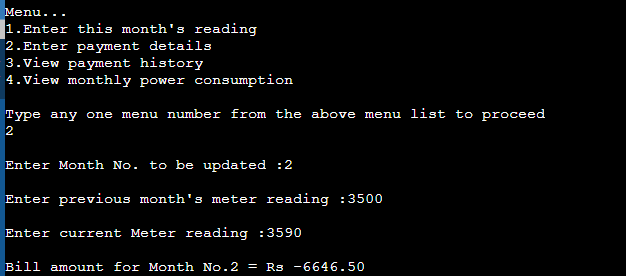 Menu...
1.Enter this month's reading
2.Enter payment details
3.View payment history
4.View monthly power consumption
Type any one menu number from the above menu list to proceed
2
Enter Month No. to be updated :2
Enter previous month's meter reading :3500
Enter current Meter reading :3590
Bill amount for Month No.2 = Rs -6646.50